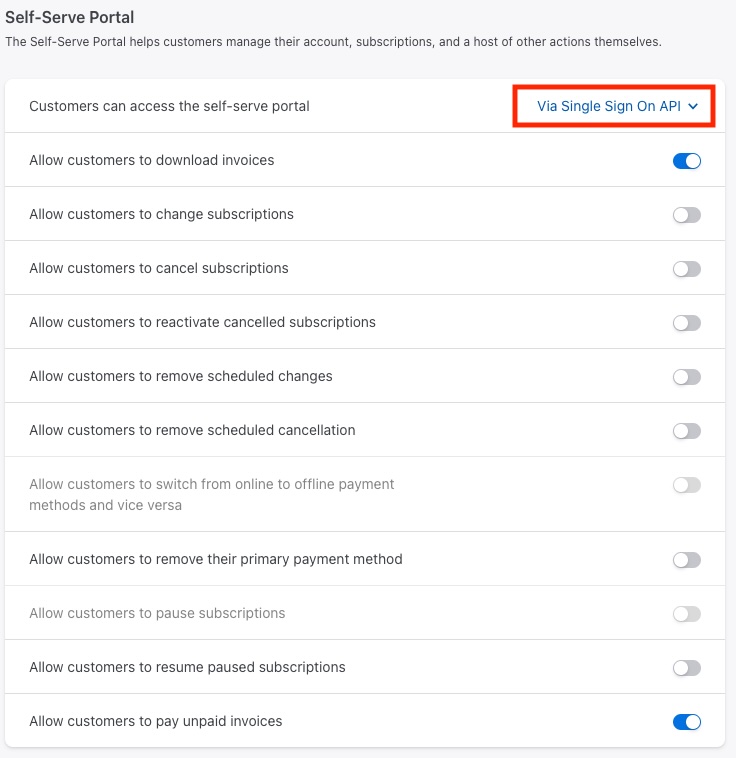 Self-Serve Portal
The Self-Serve Portal helps customers manage their account, subscriptions, and a host of other actions themselves.
Customers can access the self-serve portal
Via Single Sign On API
Allow customers to download invoices
Allow customers to change subscriptions
Allow customers to cancel subscriptions
Allow customers to reactivate cancelled subscriptions
Allow customers to remove scheduled changes
Allow customers to remove scheduled cancellation
Allow customers to switch from online to offline payment
methods and vice versa
Allow customers to remove their primary payment method
Allow customers to pause subscriptions
Allow customers to resume paused subscriptions
Allow customers to pay unpaid invoices